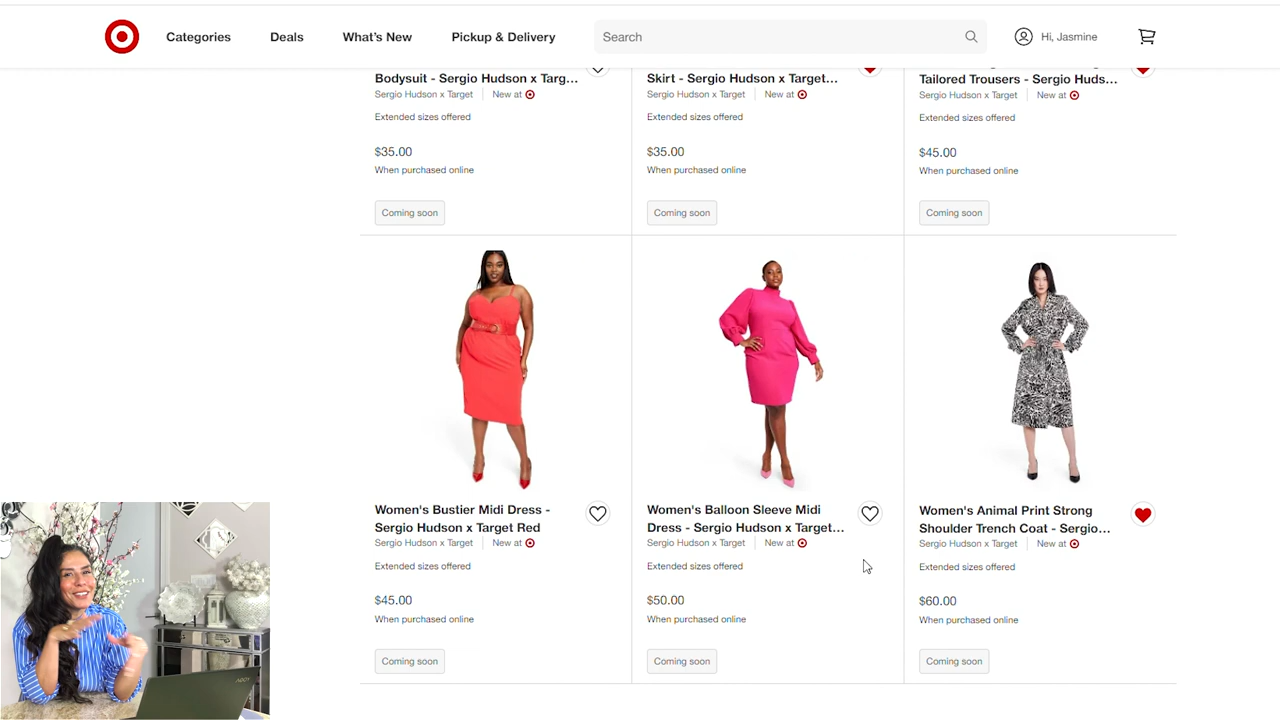 Categories
Deals
What's New
Pickup & Delivery
Search
Hi, Jasmine
Bodysuit - Sergio Hudson x Targ...
Sergio Hudson x Target
New at
Extended sizes offered
$35.00
When purchased online
Coming soon
Skirt - Sergio Hudson x Target...
Sergio Hudson x Target
New at
Extended sizes offered
$35.00
When purchased online
Coming soon
Tailored Trousers - Sergio Huds...
Sergio Hudson x Target
New at
Extended sizes offered
$45.00
When purchased online
Coming soon
Women's Bustier Midi Dress -
Sergio Hudson x Target Red
Sergio Hudson x Target
New at
Extended sizes offered
$45.00
When purchased online
Coming soon
Women's Balloon Sleeve Midi
Dress - Sergio Hudson x Target...
Sergio Hudson x Target
New at
Extended sizes offered
$50.00
When purchased online
Coming soon
Women's Animal Print Strong
Shoulder Trench Coat - Sergio...
Sergio Hudson x Target
New at
Extended sizes offered
$60.00
When purchased online
Coming soon